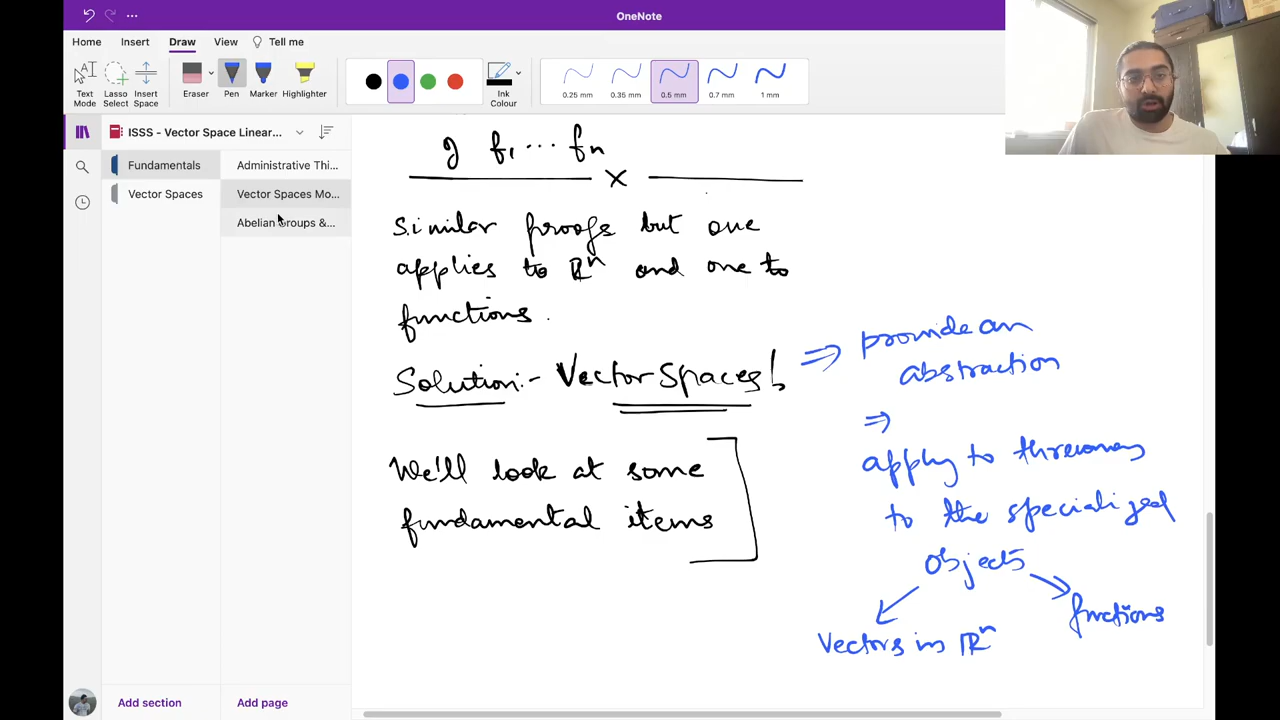 OneNote
Home Insert Draw View Tell me
Text Mode
Lasso Select
Insert Space
Eraser
Pen
Marker
Highlighter
Ink Colour
0.25 mm
0.35 mm
0.5 mm
0.7 mm
1 mm
ISSS - Vector Space Linear...
Fundamentals
Vector Spaces
Administrative Thi...
Vector Spaces Mo...
Abelian Groups &...
Add section
Add page
g f₁ ... fn
X
Similar proofs but one
applies to ℝⁿ and one to
functions.
Solution:- Vector Spaces!
We'll look at some
fundamental items
⇒ provide an
abstraction
⇒
apply to
to the specialized
objects
Vectors in ℝⁿ
functions